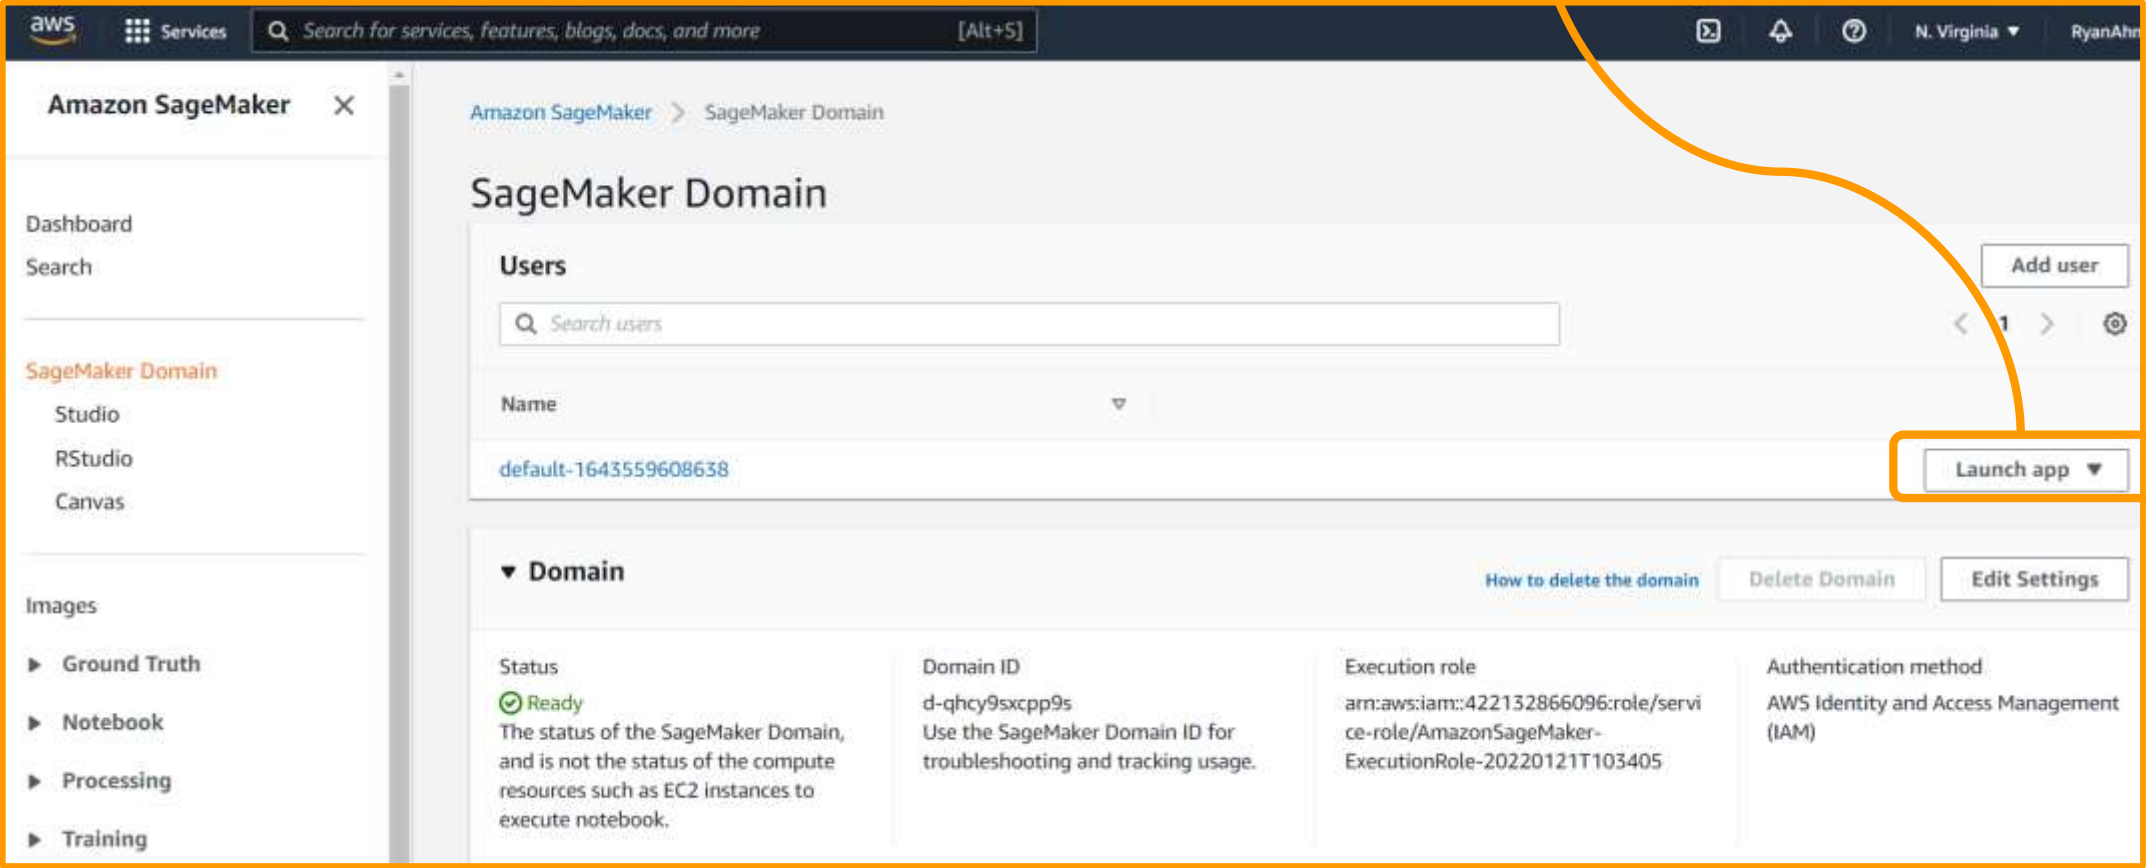 aws
Services
Search for services, features, blogs, docs, and more
[Alt+S]
N. Virginia
RyanAhm
Amazon SageMaker
Dashboard
Search
SageMaker Domain
Studio
RStudio
Canvas
Images
Ground Truth
Notebook
Processing
Training
Amazon SageMaker
SageMaker Domain
SageMaker Domain
Users
Add user
Search users
1
Name
default-1643559608638
Launch app
Domain
How to delete the domain
Delete Domain
Edit Settings
Status
Ready
The status of the SageMaker Domain,
and is not the status of the compute
resources such as EC2 instances to
execute notebook.
Domain ID
d-qhcy9sxcpp9s
Use the SageMaker Domain ID for
troubleshooting and tracking usage.
Execution role
arn:aws:iam::422132866096:role/servi
ce-role/AmazonSageMaker-
ExecutionRole-20220121T103405
Authentication method
AWS Identity and Access Management
(IAM)